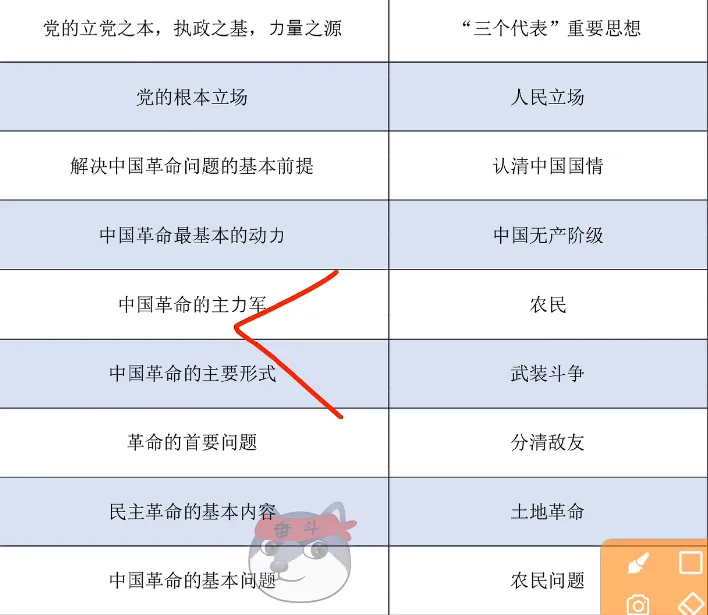 党的立党之本，执政之基，力量之源 “三个代表”重要思想
党的根本立场 人民立场
解决中国革命问题的基本前提 认清中国国情
中国革命最基本的动力 中国无产阶级
中国革命的主力军 农民
中国革命的主要形式 武装斗争
革命的首要问题 分清敌友
民主革命的基本内容 土地革命
奋斗
中国革命的基本问题 农民问题